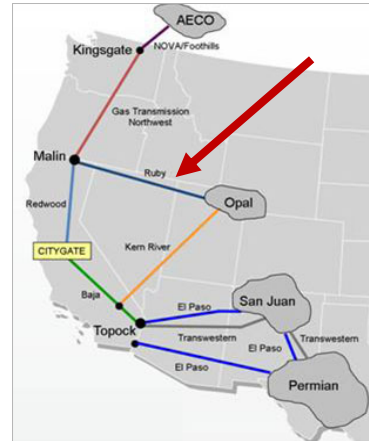 AECO
NOVA/Foothills
Kingsgate
Gas Transmission
Northwest
Malin
Ruby
Redwood
Opal
CITYGATE
Kern River
Baja
El Paso
San Juan
Topock
Transwestern
El Paso
Transwestern
El Paso
Permian